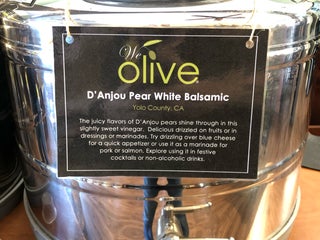 We
olive
D'Anjou Pear White Balsamic
Yolo County, CA
The juicy flavors of D'Anjou pears shine through in this
slightly sweet vinegar. Delicious drizzled on fruits or in
dressings or marinades. Try drizzling over blue cheese
for a quick appetizer or use it as a marinade for
pork or salmon. Explore using it in festive
cocktails or non-alcoholic drinks.